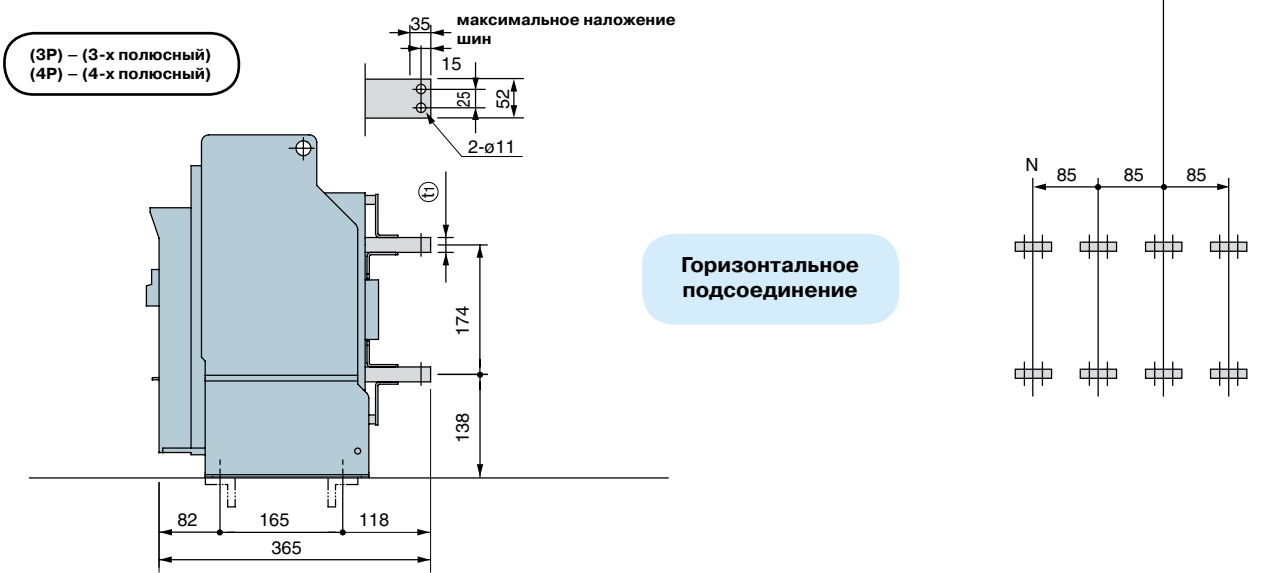 35 максимальное наложение
шин
(3P) – (3-х полюсный)
(4P) – (4-х полюсный)
15
25
52
2-ø11
t1
N
85 85 85
Горизонтальное
подсоединение
174
138
82 165 118
365